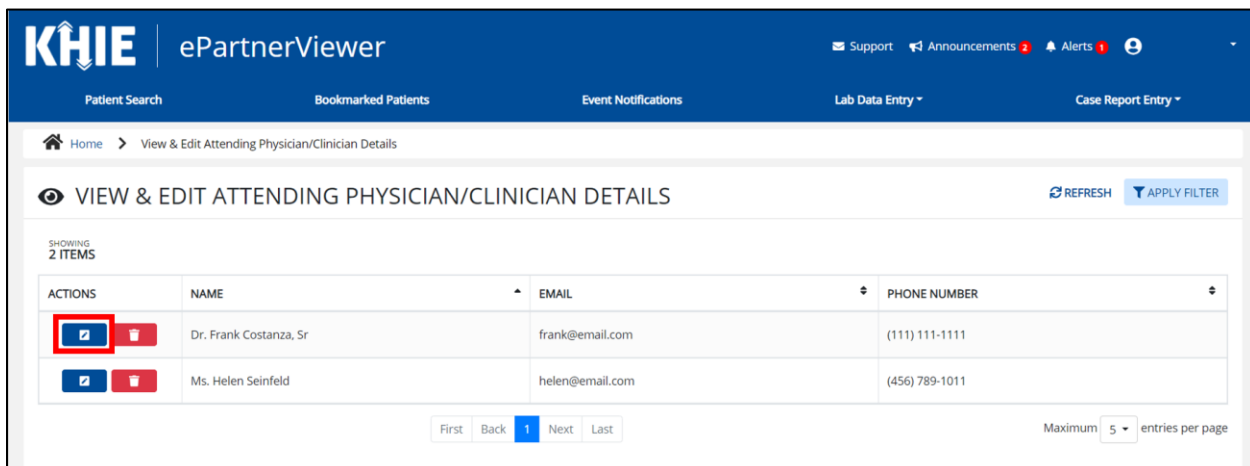 KHIE ePartnerViewer Support Announcements 2 Alerts 1
Patient Search Bookmarked Patients Event Notifications Lab Data Entry Case Report Entry
Home View & Edit Attending Physician/Clinician Details
VIEW & EDIT ATTENDING PHYSICIAN/CLINICIAN DETAILS REFRESH APPLY FILTER
SHOWING
2 ITEMS
ACTIONS NAME EMAIL PHONE NUMBER
Dr. Frank Costanza, Sr frank@email.com (111) 111-1111
Ms. Helen Seinfeld helen@email.com (456) 789-1011
First Back 1 Next Last Maximum 5 entries per page